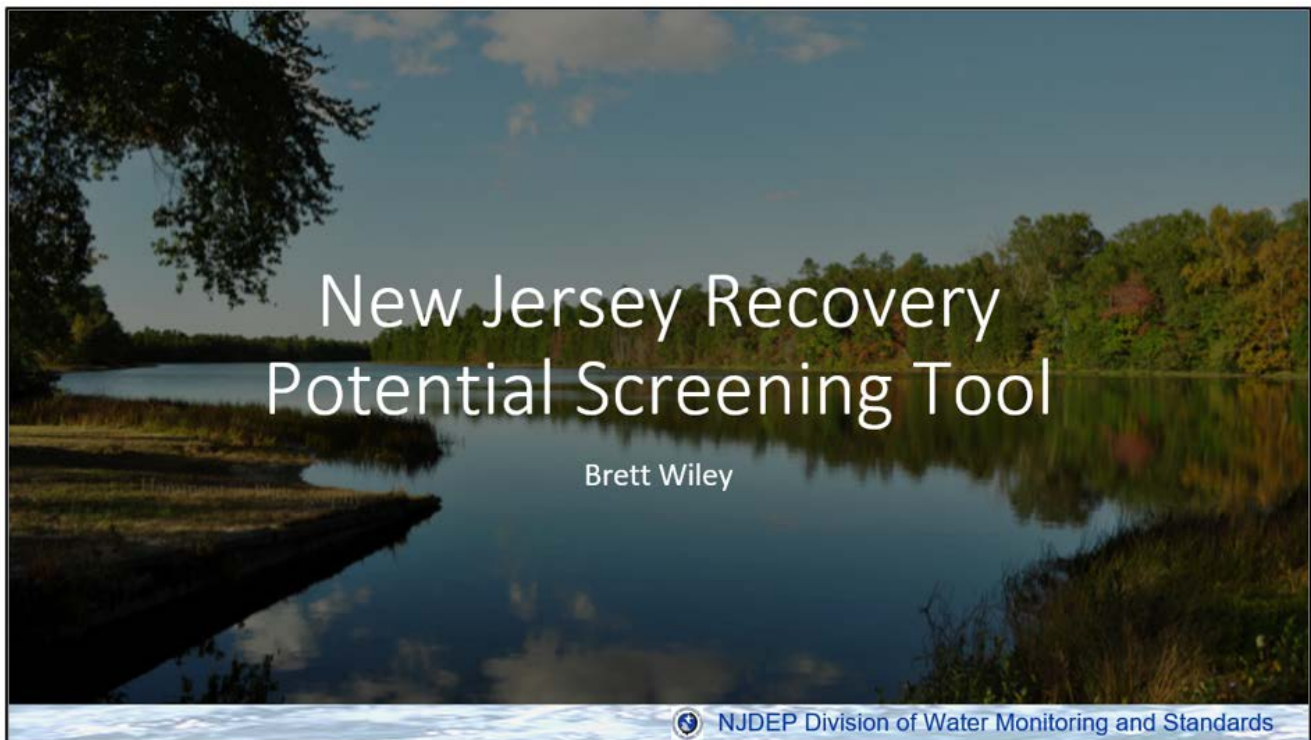 New Jersey Recovery
Potential Screening Tool
Brett Wiley
NJDEP Division of Water Monitoring and Standards